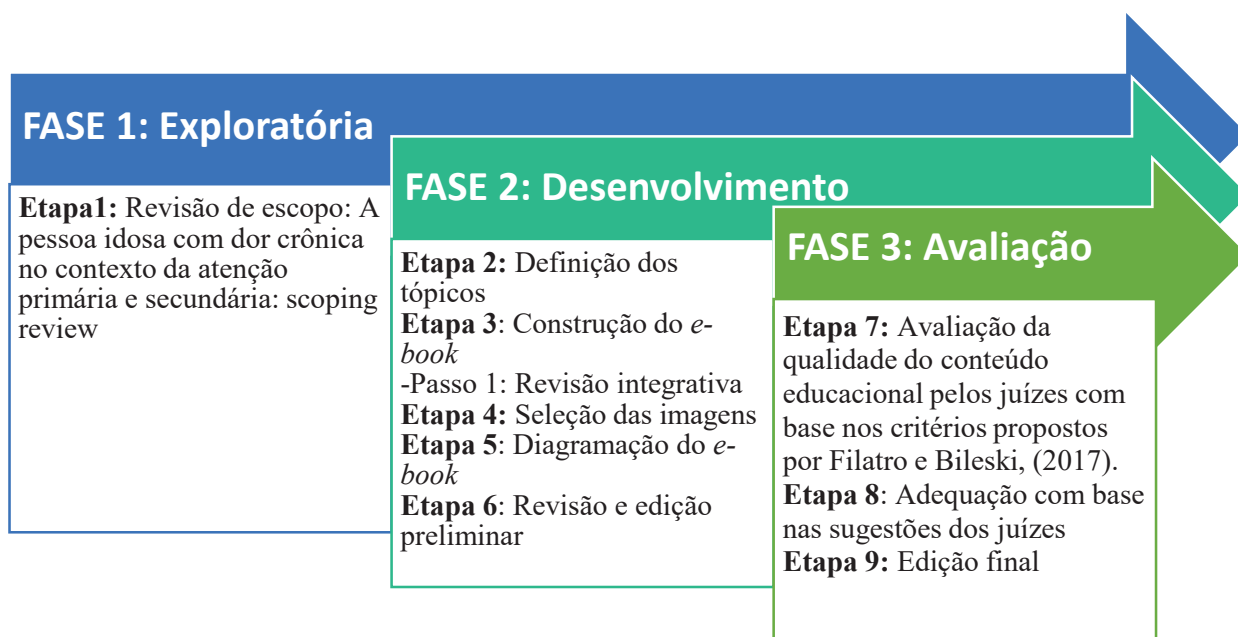 FASE 1: Exploratória
Etapa1: Revisão de escopo: A
pessoa idosa com dor crônica
no contexto da atenção
primária e secundária: scoping
review
FASE 2: Desenvolvimento
Etapa 2: Definição dos
tópicos
Etapa 3: Construção do e-
book
-Passo 1: Revisão integrativa
Etapa 4: Seleção das imagens
Etapa 5: Diagramação do e-
book
Etapa 6: Revisão e edição
preliminar
FASE 3: Avaliação
Etapa 7: Avaliação da
qualidade do conteúdo
educacional pelos juízes com
base nos critérios propostos
por Filatro e Bileski, (2017).
Etapa 8: Adequação com base
nas sugestões dos juízes
Etapa 9: Edição final